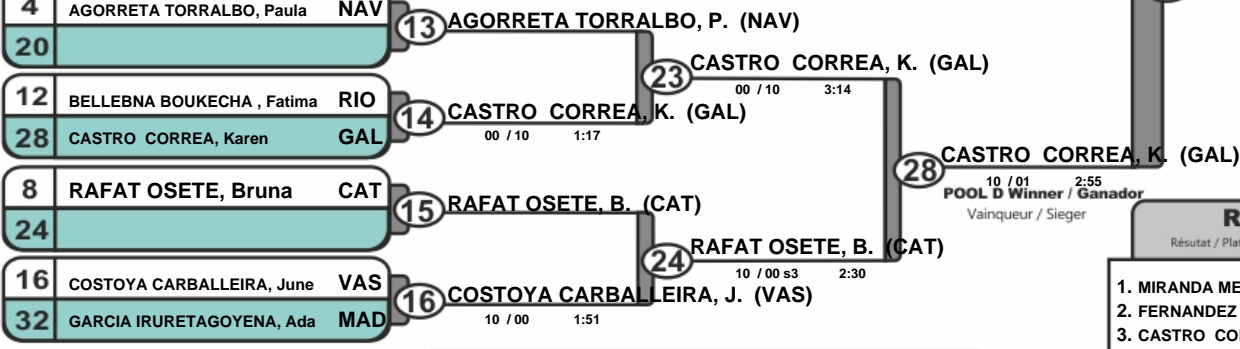 4 AGORRETA TORRALBO, Paula NAV
20
13 AGORRETA TORRALBO, P. (NAV)
12 BELLEBNA BOUKECHA , Fatima RIO
28 CASTRO CORREA, Karen GAL
14 CASTRO CORREA, K. (GAL)
00 / 10 1:17
23 CASTRO CORREA, K. (GAL)
00 / 10 3:14
8 RAFAT OSETE, Bruna CAT
24
15 RAFAT OSETE, B. (CAT)
16 COSTOYA CARBALLEIRA, June VAS
32 GARCIA IRURETAGOYENA, Ada MAD
16 COSTOYA CARBALLEIRA, J. (VAS)
10 / 00 1:51
24 RAFAT OSETE, B. (CAT)
10 / 00 s3 2:30
28 CASTRO CORREA, K. (GAL)
10 / 01 2:55
POOL D Winner / Ganador
Vainqueur / Sieger
R
Résutat / Pla
1. MIRANDA ME
2. FERNANDEZ
3. CASTRO CO